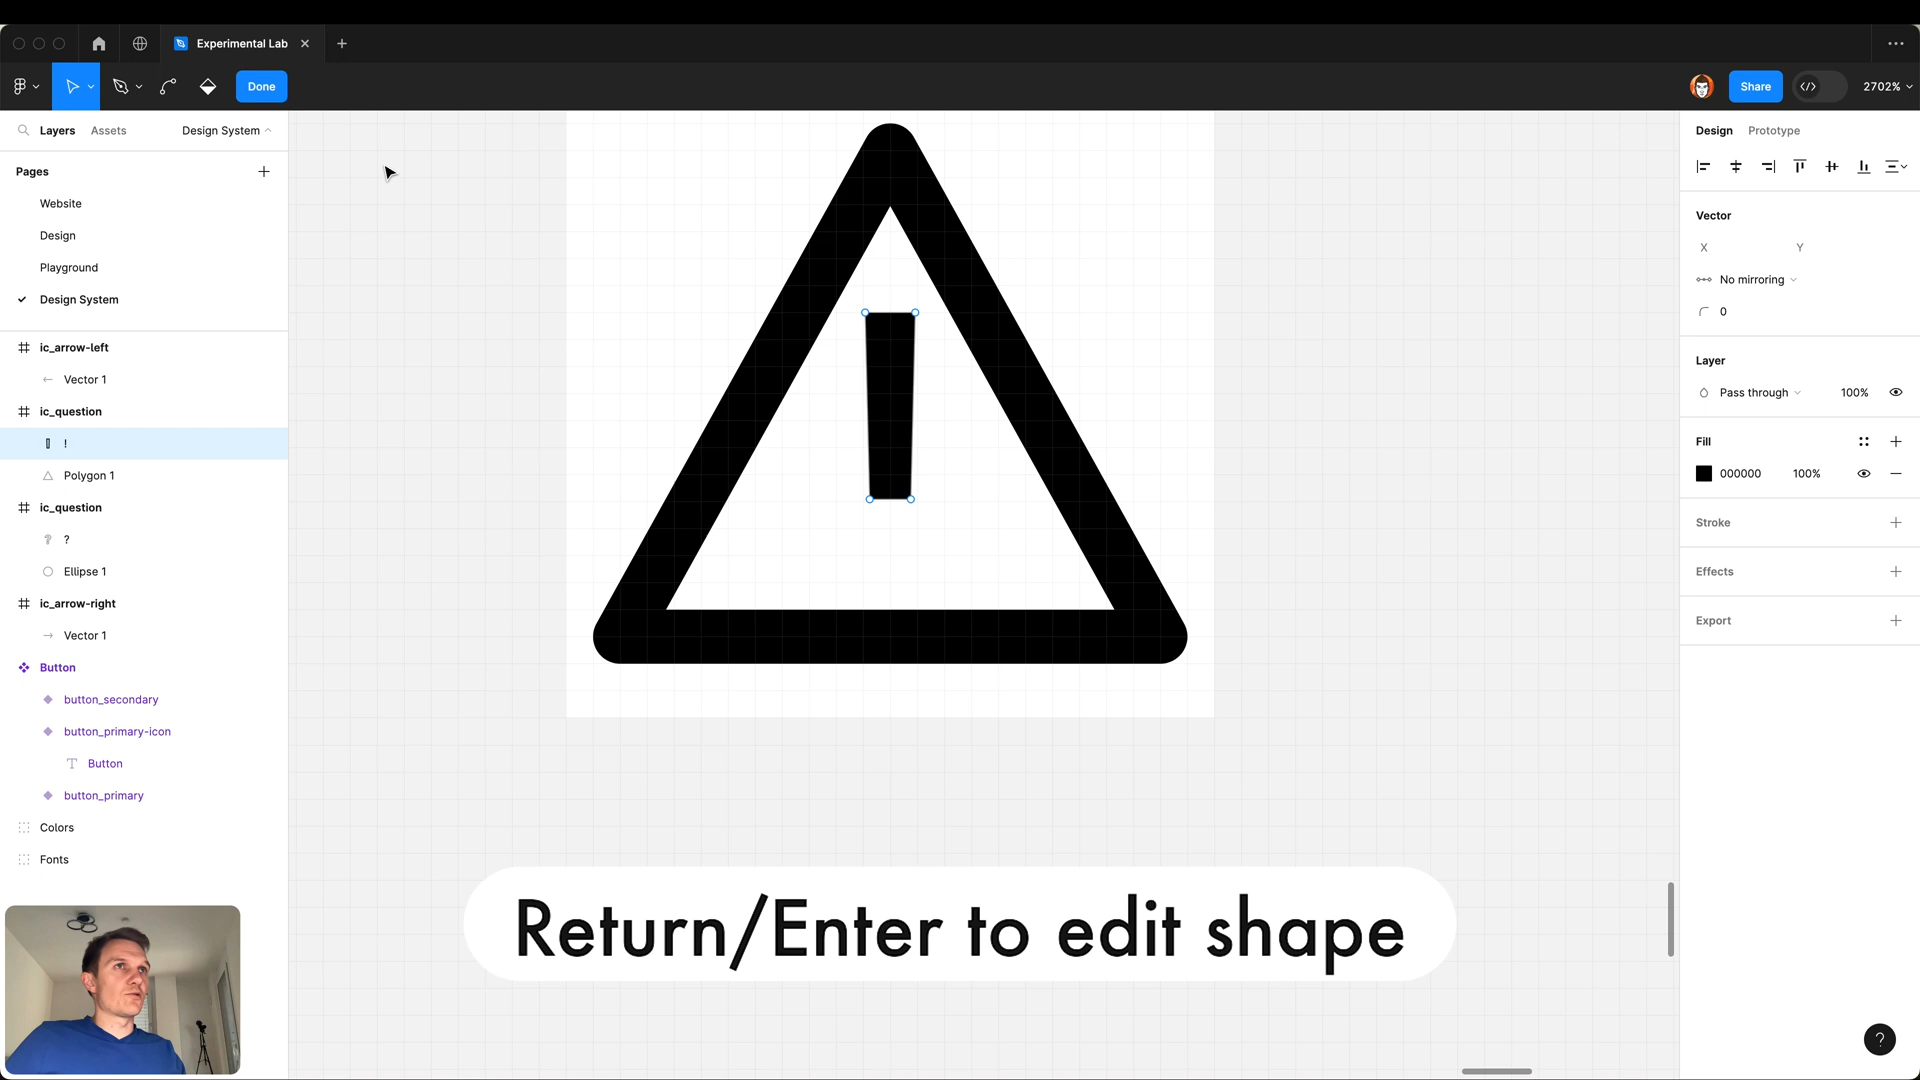 Experimental Lab
Done
Share
2702%
Layers
Assets
Design System
Pages
Website
Design
Playground
Design System
ic_arrow-left
Vector 1
ic_question
!
Polygon 1
ic_question
?
Ellipse 1
ic_arrow-right
Vector 1
Button
button_secondary
button_primary-icon
Button
button_primary
Colors
Fonts
Return/Enter to edit shape
Design
Prototype
Vector
X
Y
No mirroring
0
Layer
Pass through
100%
Fill
000000
100%
Stroke
Effects
Export
?